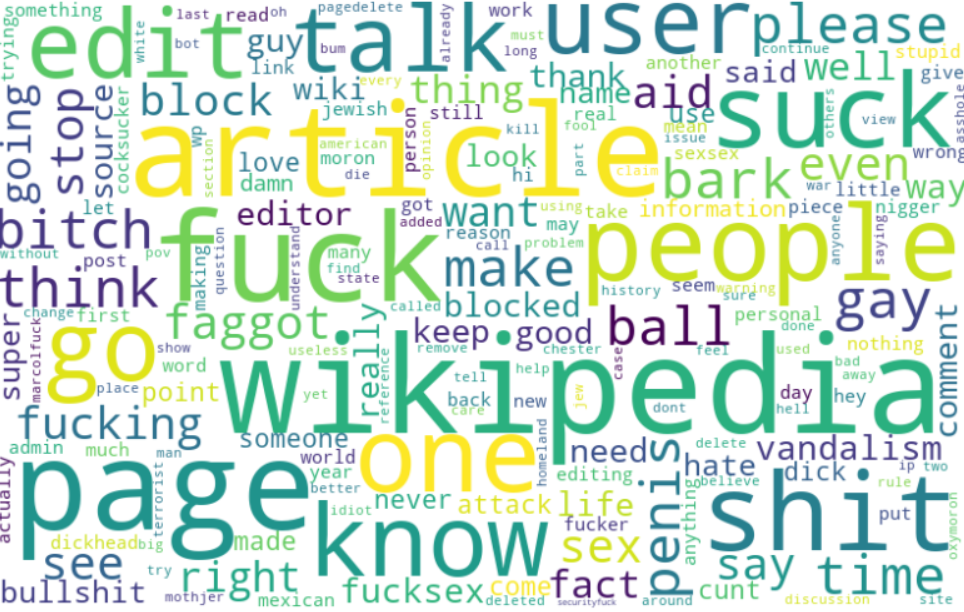 something
last
read
oh
pagedelete
work
edit
talk
user
please
trying
white
bot
guy
bum
already
must
long
continue
stupid
link
another
said
well
give
going
stop
source
cocksucker
block
wiki
every
thing
thank
name
aid
suck
others
view
asshole
jewish
still
real
use
wp
article
american
moron
die
person
opinion
kill
fool
look
hi
part
mean
issue
sexsex
claim
wrong
section
love
damn
bark
even
war
little
way
let
bitch
fuck
editor
got
added
want
using
may
take
information
piece
nigger
without
post
pov
making
question
understand
many
find
state
reason
call
problem
people
anyone
saying
think
make
seem
warning
history
sure
change
first
faggot
called
blocked
personal
gay
super
marcolfuck
go
show
useless
really
reference
keep
good
ball
done
nothing
comment
word
remove
chester
case
feel
used
bad
away
place
point
yet
wikipedia
tell
help
care
back
new
jew
dont
day
hell
hey
fucking
someone
one
homeland
need
penis
delete
vandalism
admin
much
man
world
year
better
editing
hate
believe
dick
ip
two
rule
actually
page
terrorist
idiot
never
attack
life
anything
shit
put
oxymoron
know
fucker
dickhead
big
made
sex
see
try
right
fucksex
come
fact
say
time
bullshit
mothjer
mexican
deleted
securityfuck
around
cunt
discussion
site